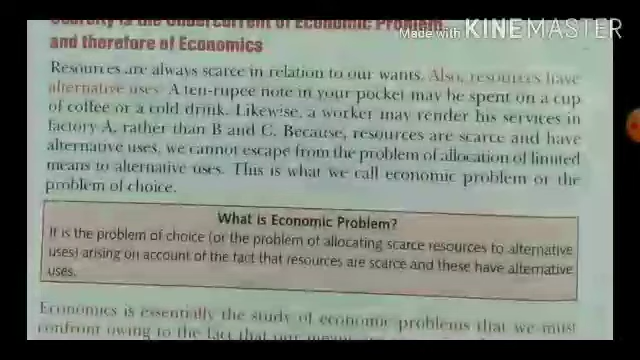 Scarcity is the Undercurrent of Economic Problem,
and therefore of Economics
Made with KINEMASTER
Resources are always scarce in relation to our wants. Also, resources have
alternative uses. A ten-rupee note in your pocket may be spent on a cup
of coffee or a cold drink. Likewise, a worker may render his services in
factory A, rather than B and C. Because, resources are scarce and have
alternative uses, we cannot escape from the problem of allocation of limited
means to alternative uses. This is what we call economic problem or the
problem of choice.
What is Economic Problem?
It is the problem of choice (or the problem of allocating scarce resources to alternative
uses) arising on account of the fact that resources are scarce and these have alternative
uses.
Economics is essentially the study of economic problems that we must
confront owing to the fact that our